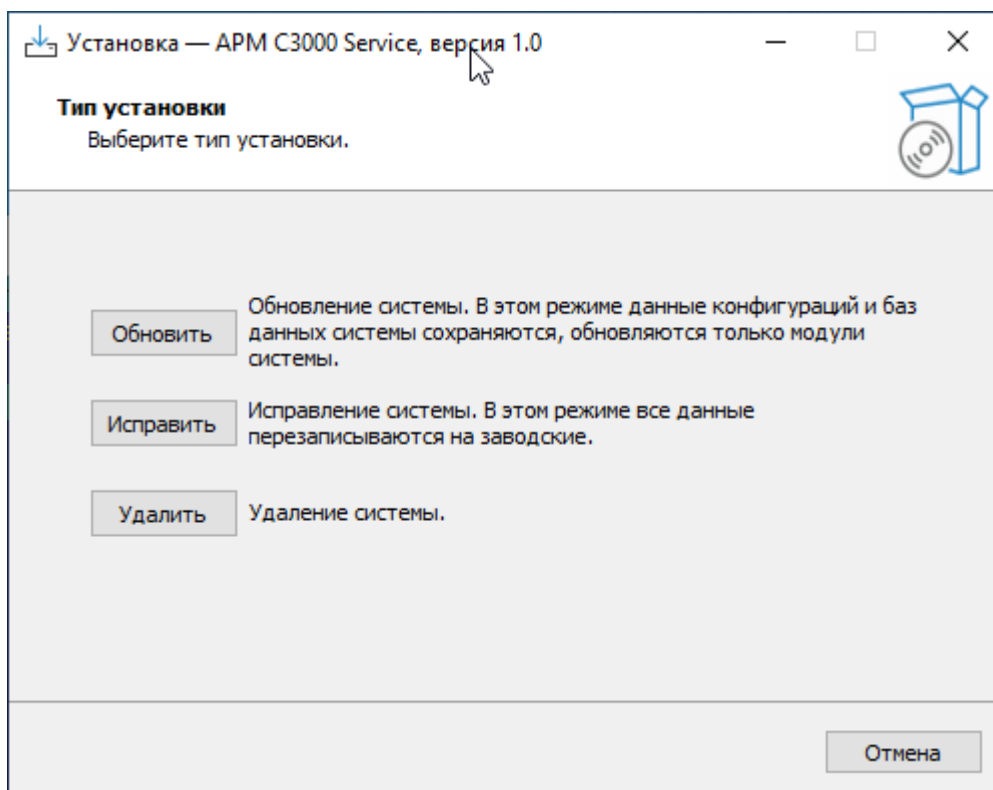 Установка — АРМ С3000 Service, версия 1.0
Тип установки
Выберите тип установки.
Обновить
Обновление системы. В этом режиме данные конфигураций и баз
данных системы сохраняются, обновляются только модули
системы.
Исправить
Исправление системы. В этом режиме все данные
перезаписываются на заводские.
Удалить
Удаление системы.
Отмена